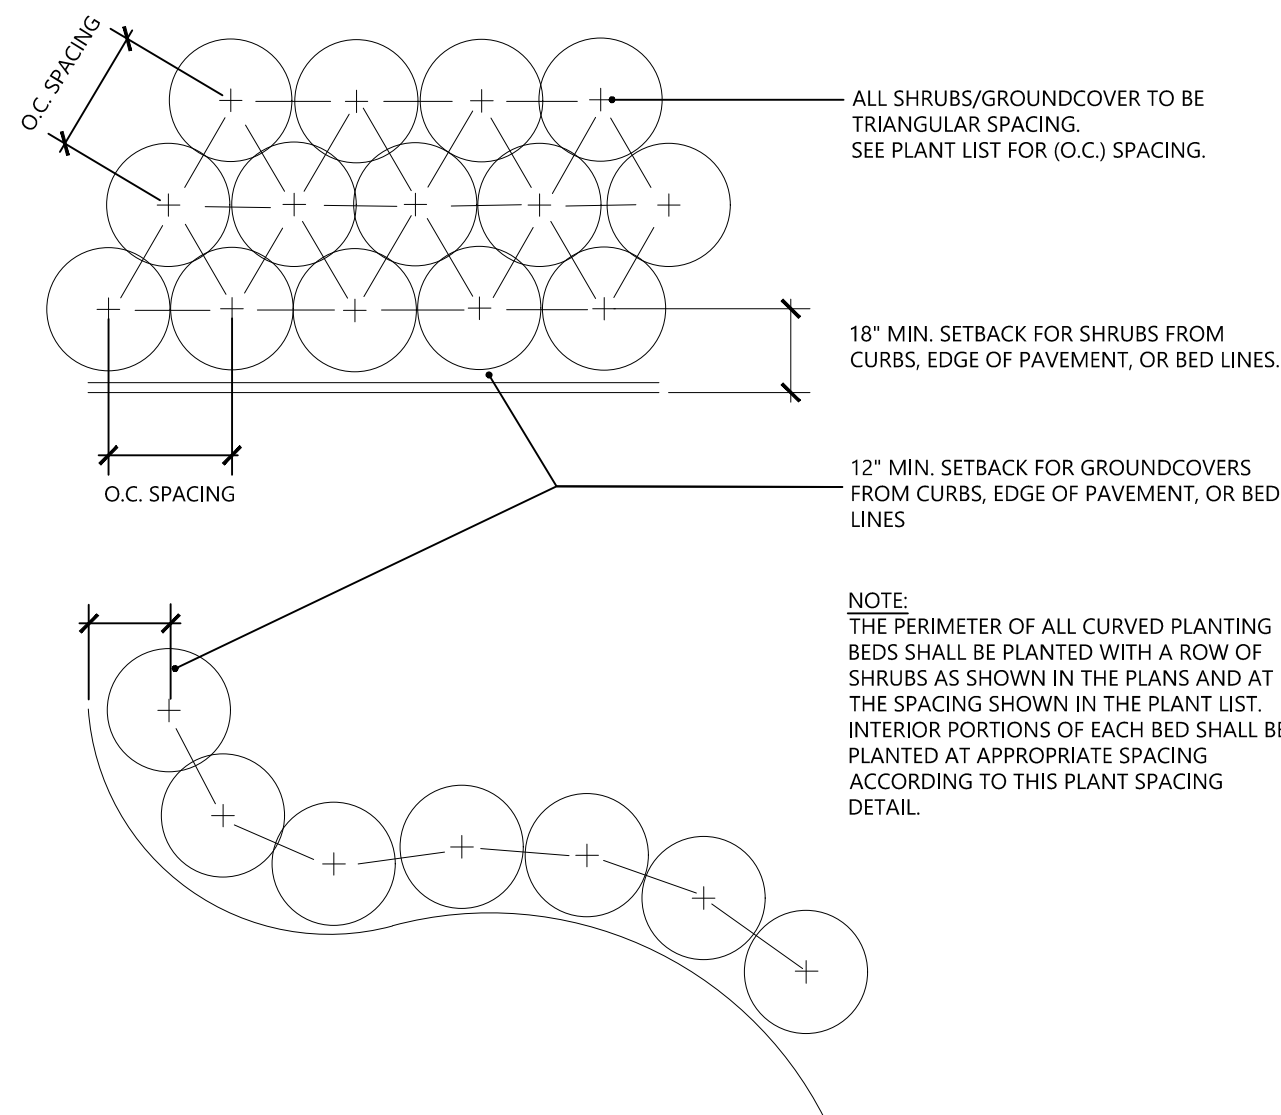 O.C. SPACING
ALL SHRUBS/GROUNDCOVER TO BE
TRIANGULAR SPACING.
SEE PLANT LIST FOR (O.C.) SPACING.
18" MIN. SETBACK FOR SHRUBS FROM
CURBS, EDGE OF PAVEMENT, OR BED LINES.
O.C. SPACING
12" MIN. SETBACK FOR GROUNDCOVERS
FROM CURBS, EDGE OF PAVEMENT, OR BED
LINES
NOTE:
THE PERIMETER OF ALL CURVED PLANTING
BEDS SHALL BE PLANTED WITH A ROW OF
SHRUBS AS SHOWN IN THE PLANS AND AT
THE SPACING SHOWN IN THE PLANT LIST.
INTERIOR PORTIONS OF EACH BED SHALL BE
PLANTED AT APPROPRIATE SPACING
ACCORDING TO THIS PLANT SPACING
DETAIL.